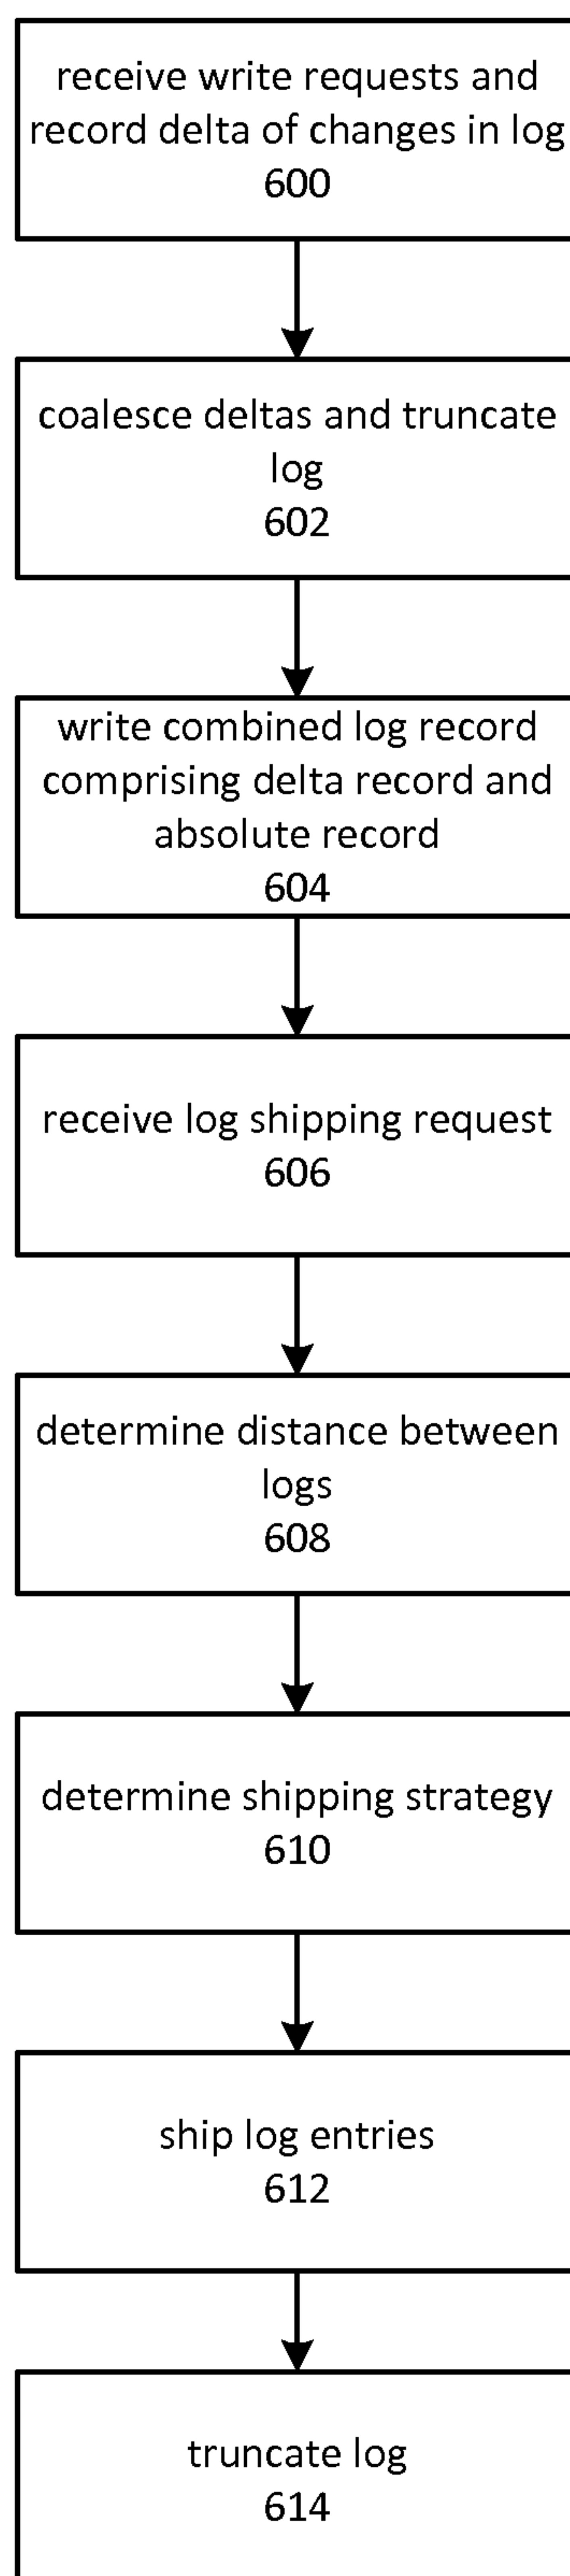 receive write requests and
record delta of changes in log
600
coalesce deltas and truncate
log
602
write combined log record
comprising delta record and
absolute record
604
receive log shipping request
606
determine distance between
logs
608
determine shipping strategy
610
ship log entries
612
truncate log
614